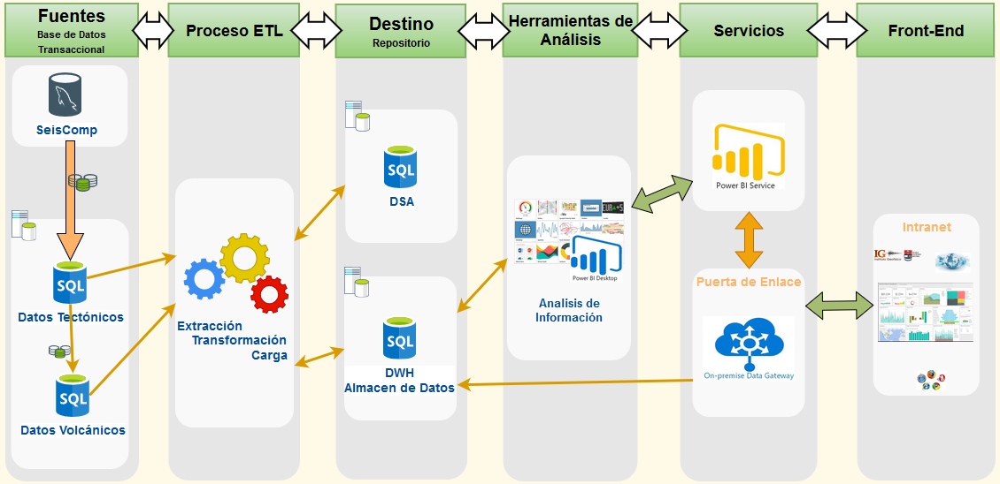 Fuentes
Base de Datos
Transaccional
Proceso ETL
Destino
Repositorio
Herramientas de
Análisis
Servicios
Front-End
SeisComp
SQL
Datos Tectónicos
SQL
Datos Volcánicos
Extracción
Transformación
Carga
SQL
DSA
SQL
DWH
Almacen de Datos
Power BI Desktop
Analisis de
Información
Power BI Service
Puerta de Enlace
On-premise Data Gateway
Intranet
IG